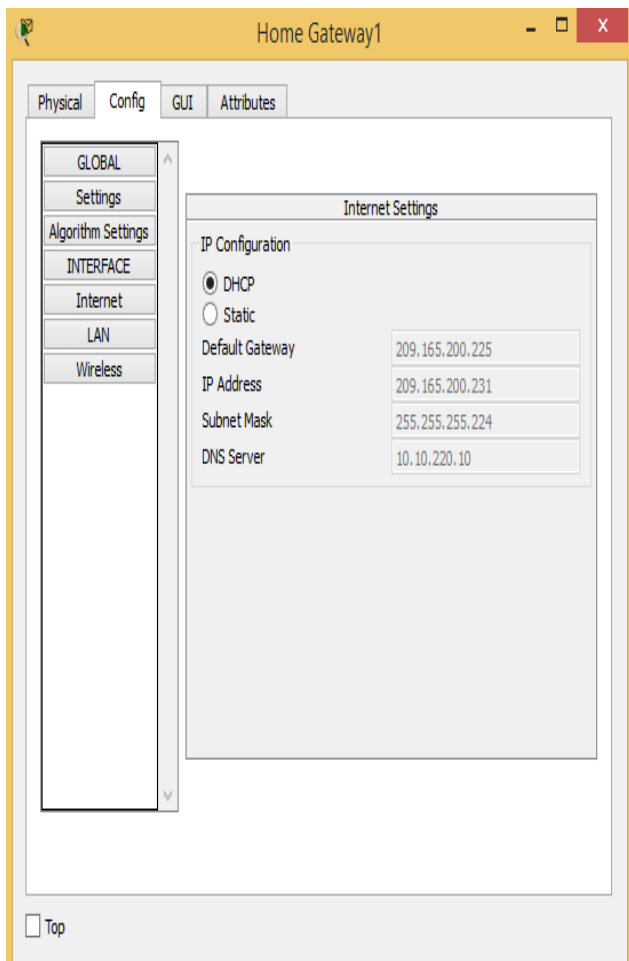 Home Gateway1
Physical Config GUI Attributes
GLOBAL
Settings
Algorithm Settings
INTERFACE
Internet
LAN
Wireless
Internet Settings
IP Configuration
DHCP
Static
Default Gateway 209.165.200.225
IP Address 209.165.200.231
Subnet Mask 255.255.255.224
DNS Server 10.10.220.10
Top